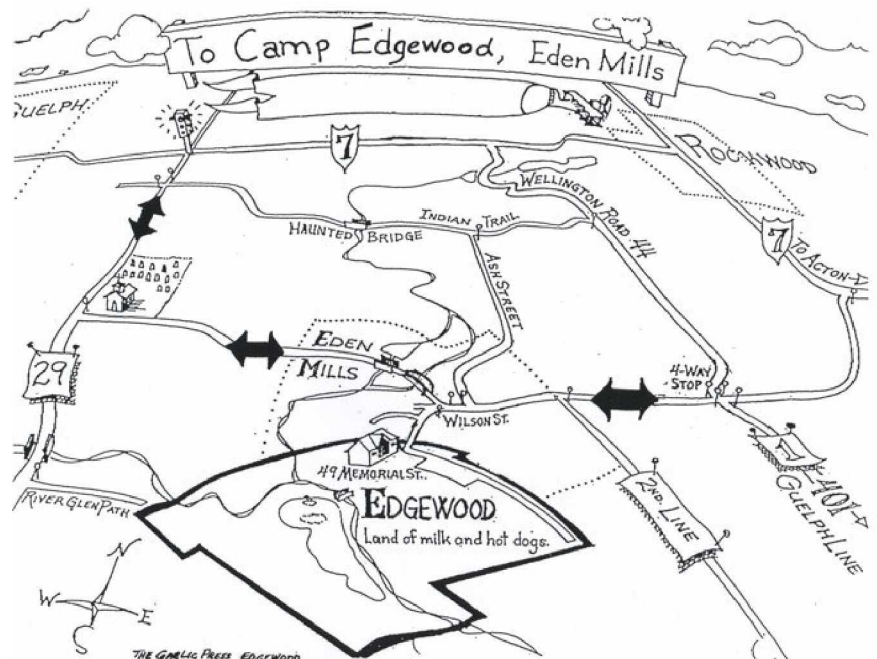 To Camp Edgewood, Eden Mills
GUELPH
7
ROCKWOOD
WELLINGTON ROAD 44
INDIAN TRAIL
HAUNTED BRIDGE
7
TO ACTON
ASH STREET
EDEN
MILLS
29
4-WAY
STOP
WILSON ST.
49 MEMORIAL ST.
EDGEWOOD
Land of milk and hot dogs.
2ND. LINE
1
401
GUELPH LINE
RIVER GLEN PATH
N
W
E
S
THE GARLIC PRESS EDGEWOOD